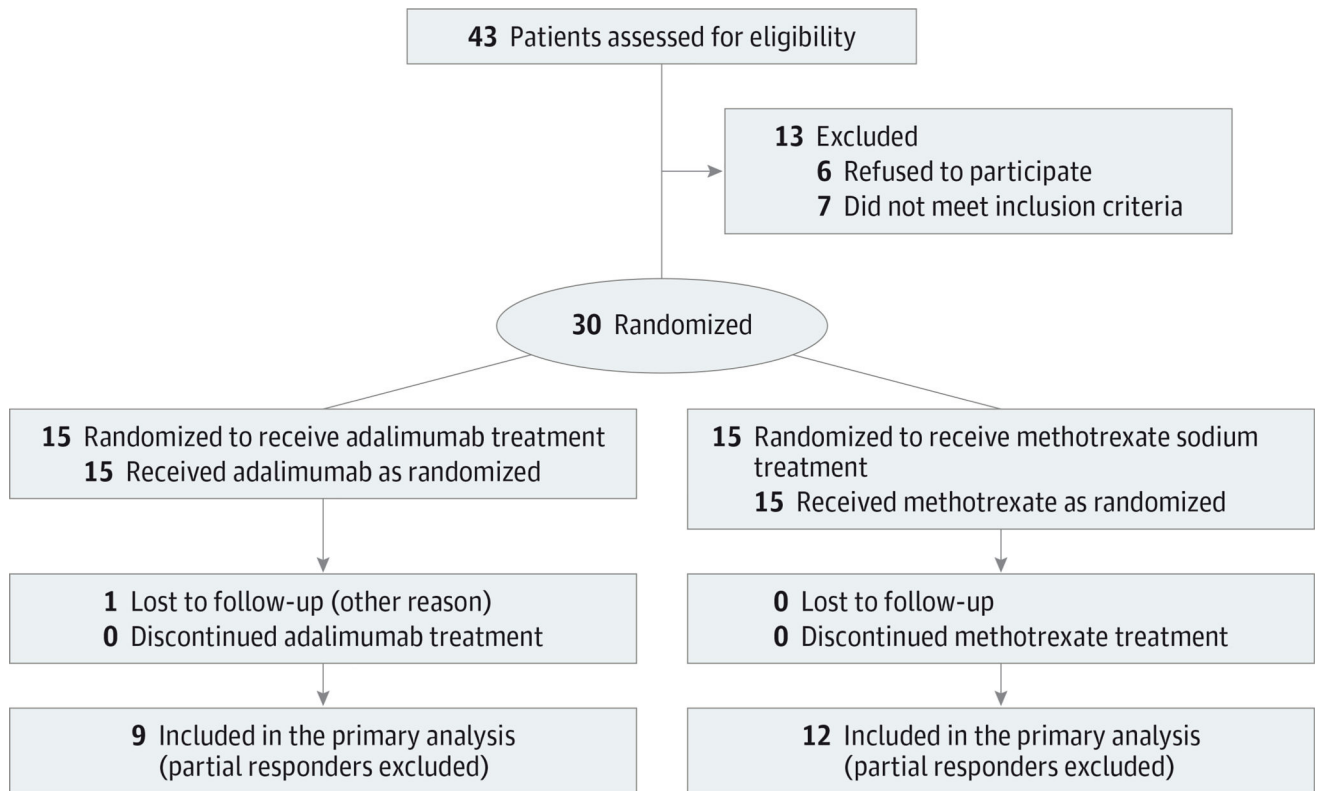 43 Patients assessed for eligibility
13 Excluded
6 Refused to participate
7 Did not meet inclusion criteria
30 Randomized
15 Randomized to receive adalimumab treatment
15 Received adalimumab as randomized
15 Randomized to receive methotrexate sodium
treatment
15 Received methotrexate as randomized
1 Lost to follow-up (other reason)
0 Discontinued adalimumab treatment
0 Lost to follow-up
0 Discontinued methotrexate treatment
9 Included in the primary analysis
(partial responders excluded)
12 Included in the primary analysis
(partial responders excluded)